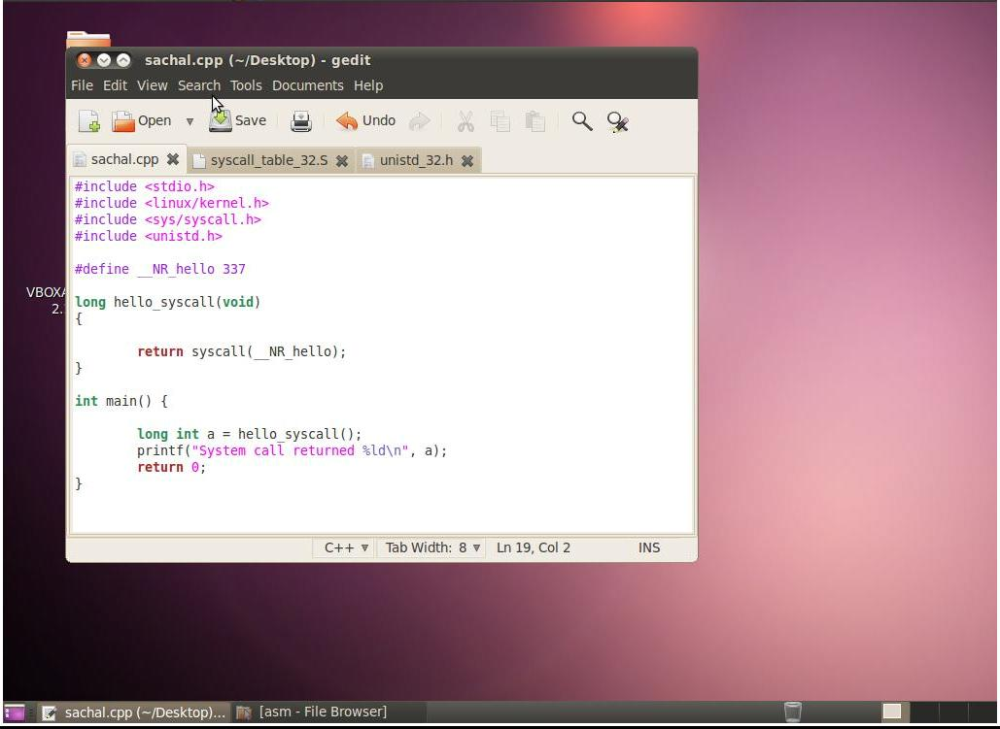 sachal.cpp (~/Desktop) - gedit
File Edit View Search Tools Documents Help
Open Save Undo
sachal.cpp syscall_table_32.S unistd_32.h
#include <stdio.h>
#include <linux/kernel.h>
#include <sys/syscall.h>
#include <unistd.h>
#define __NR_hello 337
long hello_syscall(void)
{
return syscall(__NR_hello);
}
int main() {
long int a = hello_syscall();
printf("System call returned %ld\n", a);
return 0;
}
C++ Tab Width: 8 Ln 19, Col 2 INS
VBOXA
2.
sachal.cpp (~/Desktop)... [asm - File Browser]